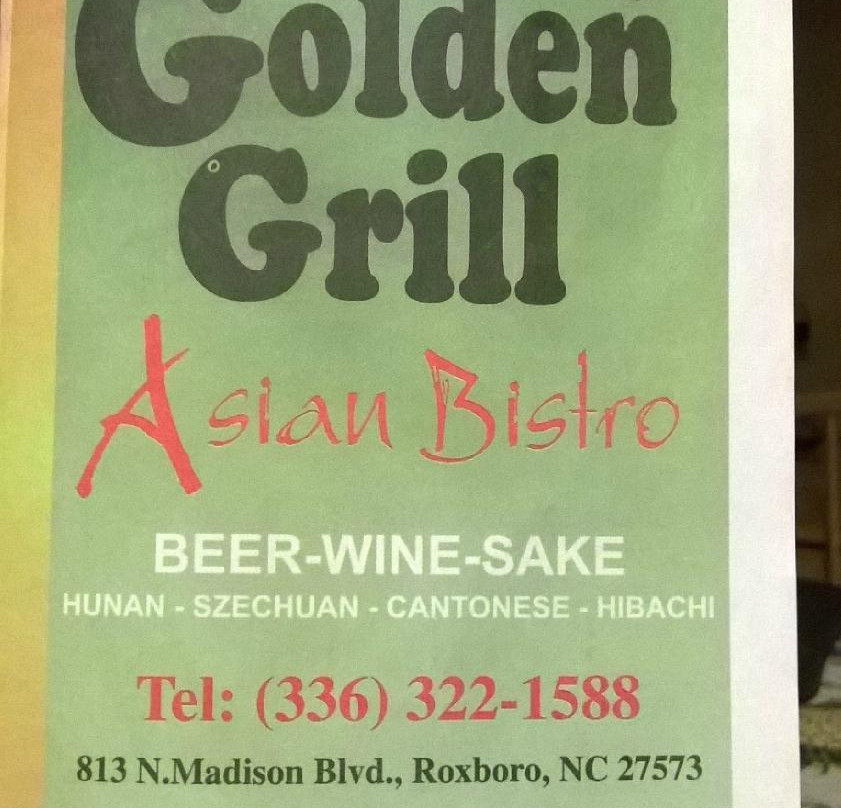 Golden
Grill
Asian Bistro
BEER-WINE-SAKE
HUNAN - SZECHUAN - CANTONESE - HIBACHI
Tel: (336) 322-1588
813 N.Madison Blvd., Roxboro, NC 27573